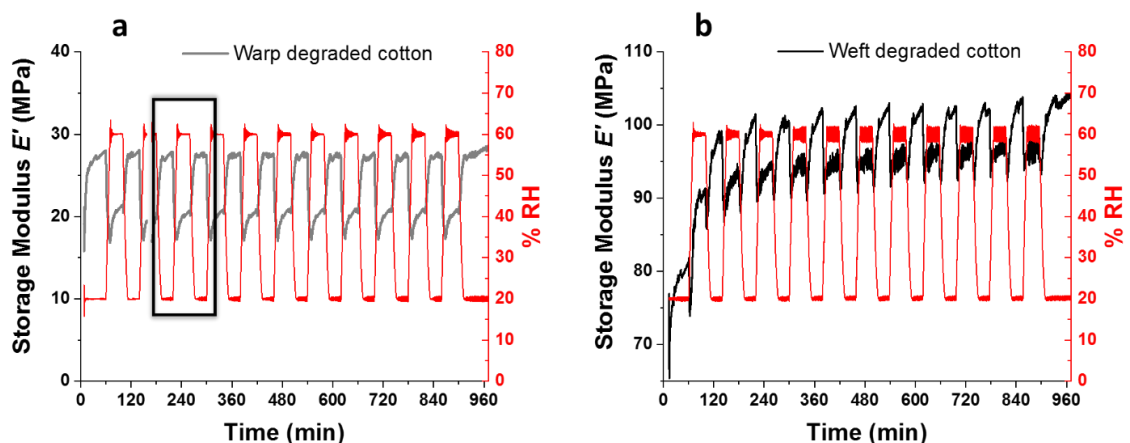 a
Warp degraded cotton
Storage Modulus E' (MPa)
40
30
20
10
0
80
70
60
50
40
30
20
10
0
% RH
0 120 240 360 480 600 720 840 960
Time (min)
b
Weft degraded cotton
Storage Modulus E' (MPa)
110
100
90
80
70
80
70
60
50
40
30
20
10
0
% RH
0 120 240 360 480 600 720 840 960
Time (min)